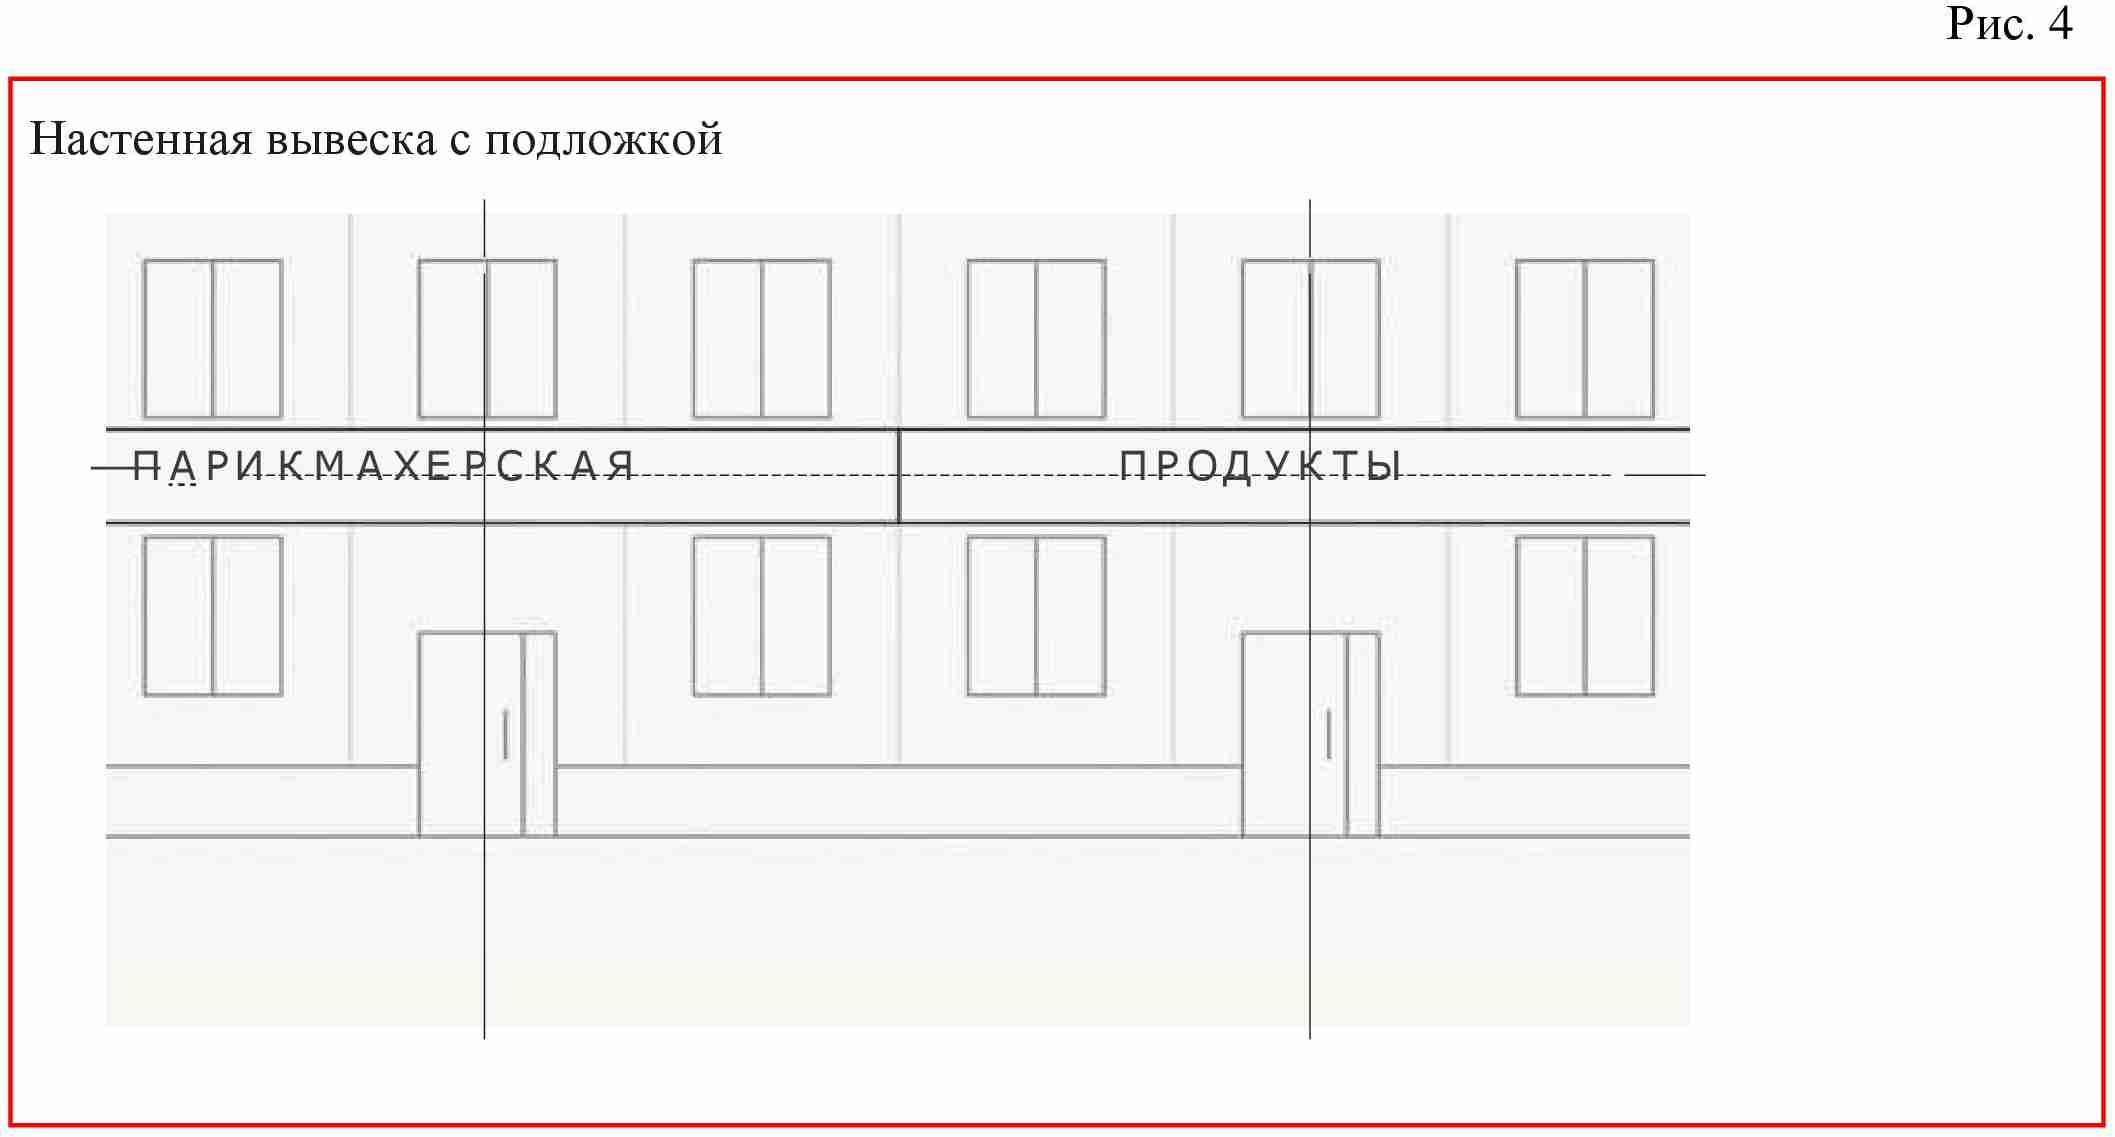 Рис. 4
Настенная вывеска с подложкой
ПАРИКМАХЕРСКАЯ ПРОДУКТЫ